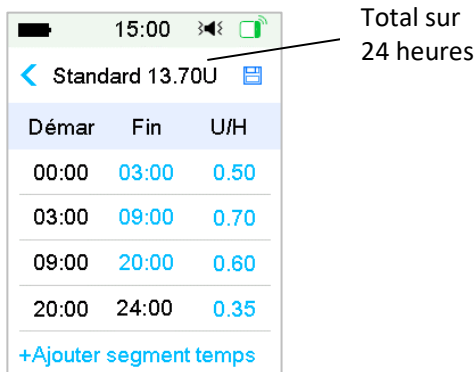 15:00
Total sur
24 heures
Standard 13.70U
Démar Fin U/H
00:00 03:00 0.50
03:00 09:00 0.70
09:00 20:00 0.60
20:00 24:00 0.35
+Ajouter segment temps